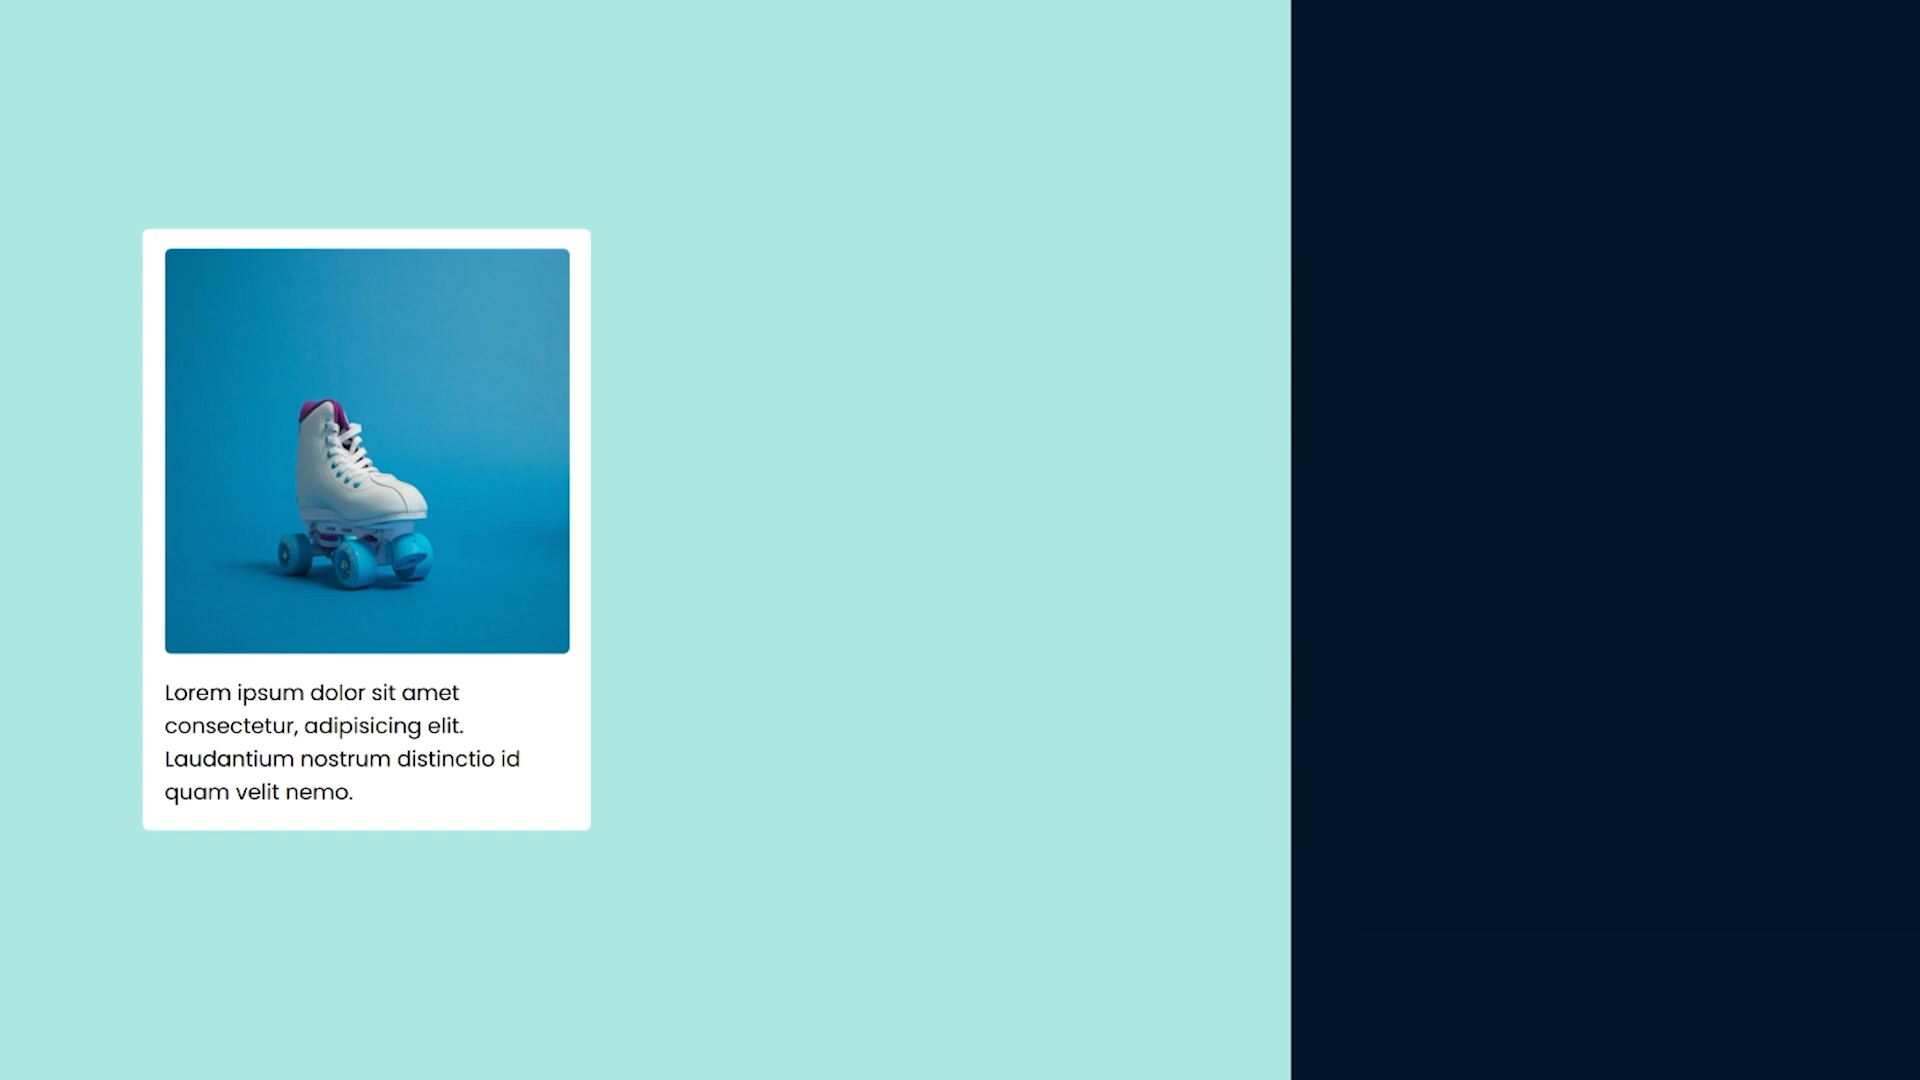 Lorem ipsum dolor sit amet
consectetur, adipisicing elit.
Laudantium nostrum distinctio id
quam velit nemo.